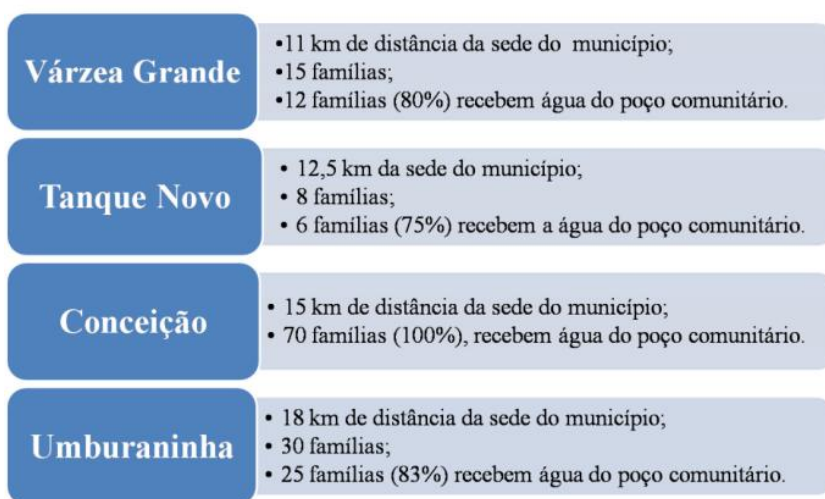 Várzea Grande
•11 km de distância da sede do município;
•15 famílias;
•12 famílias (80%) recebem água do poço comunitário.
Tanque Novo
• 12,5 km da sede do município;
• 8 famílias;
• 6 famílias (75%) recebem a água do poço comunitário.
Conceição
• 15 km de distância da sede do município;
• 70 famílias (100%), recebem água do poço comunitário.
Umburaninha
• 18 km de distância da sede do município;
• 30 famílias;
• 25 famílias (83%) recebem água do poço comunitário.